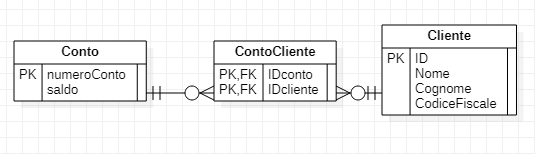 Conto
PK numeroConto
saldo
ContoCliente
PK,FK IDconto
PK,FK IDcliente
Cliente
PK ID
Nome
Cognome
CodiceFiscale